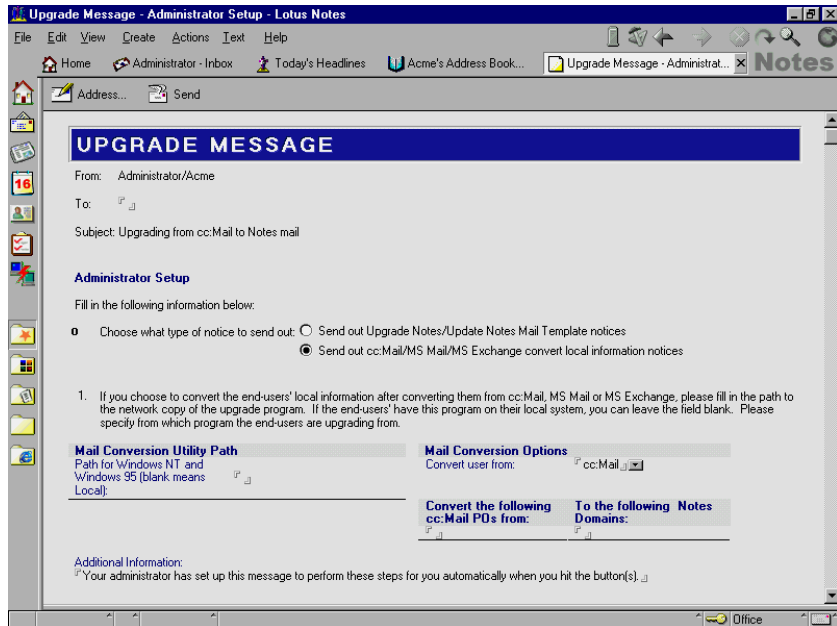 Upgrade Message - Administrator Setup - Lotus Notes
File Edit View Create Actions Text Help
Home Administrator - Inbox Today's Headlines Acme's Address Book... Upgrade Message - Administrat... Notes
Address... Send
UPGRADE MESSAGE
From: Administrator/Acme
To:
Subject: Upgrading from cc:Mail to Notes mail
16
Administrator Setup
Fill in the following information below:
o Choose what type of notice to send out: Send out Upgrade Notes/Update Notes Mail Template notices
Send out cc:Mail/MS Mail/MS Exchange convert local information notices
1. If you choose to convert the end-users' local information after converting them from cc:Mail, MS Mail or MS Exchange, please fill in the path to
the network copy of the upgrade program. If the end-users' have this program on their local system, you can leave the field blank. Please
specify from which program the end-users are upgrading from.
Mail Conversion Utility Path
Path for Windows NT and
Windows 95 (blank means
Local):
Mail Conversion Options
Convert user from: cc:Mail
Convert the following
cc:Mail POs from:
To the following Notes
Domains:
Additional Information:
Your administrator has set up this message to perform these steps for you automatically when you hit the button(s).
Office